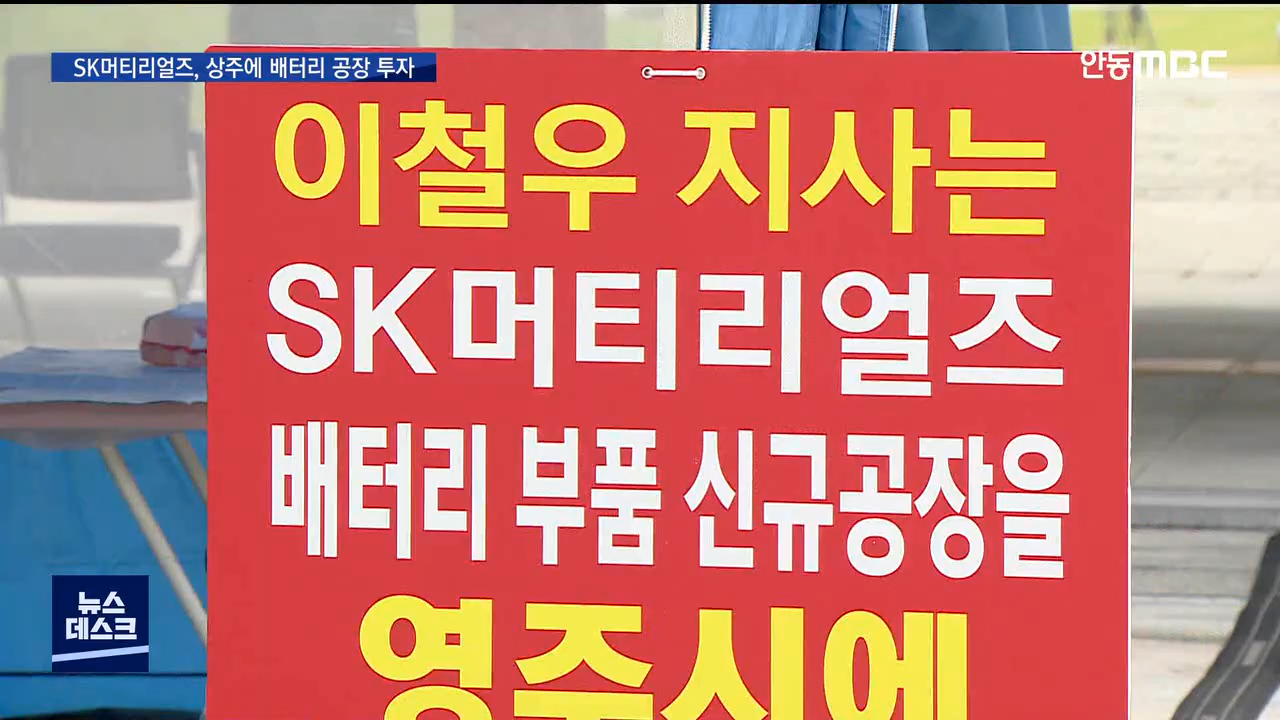 SK머티리얼즈, 상주에 배터리 공장 투자
안동MBC
이철우 지사는
SK머티리얼즈
배터리 부품 신규공장을
영주시에
뉴스
데스크